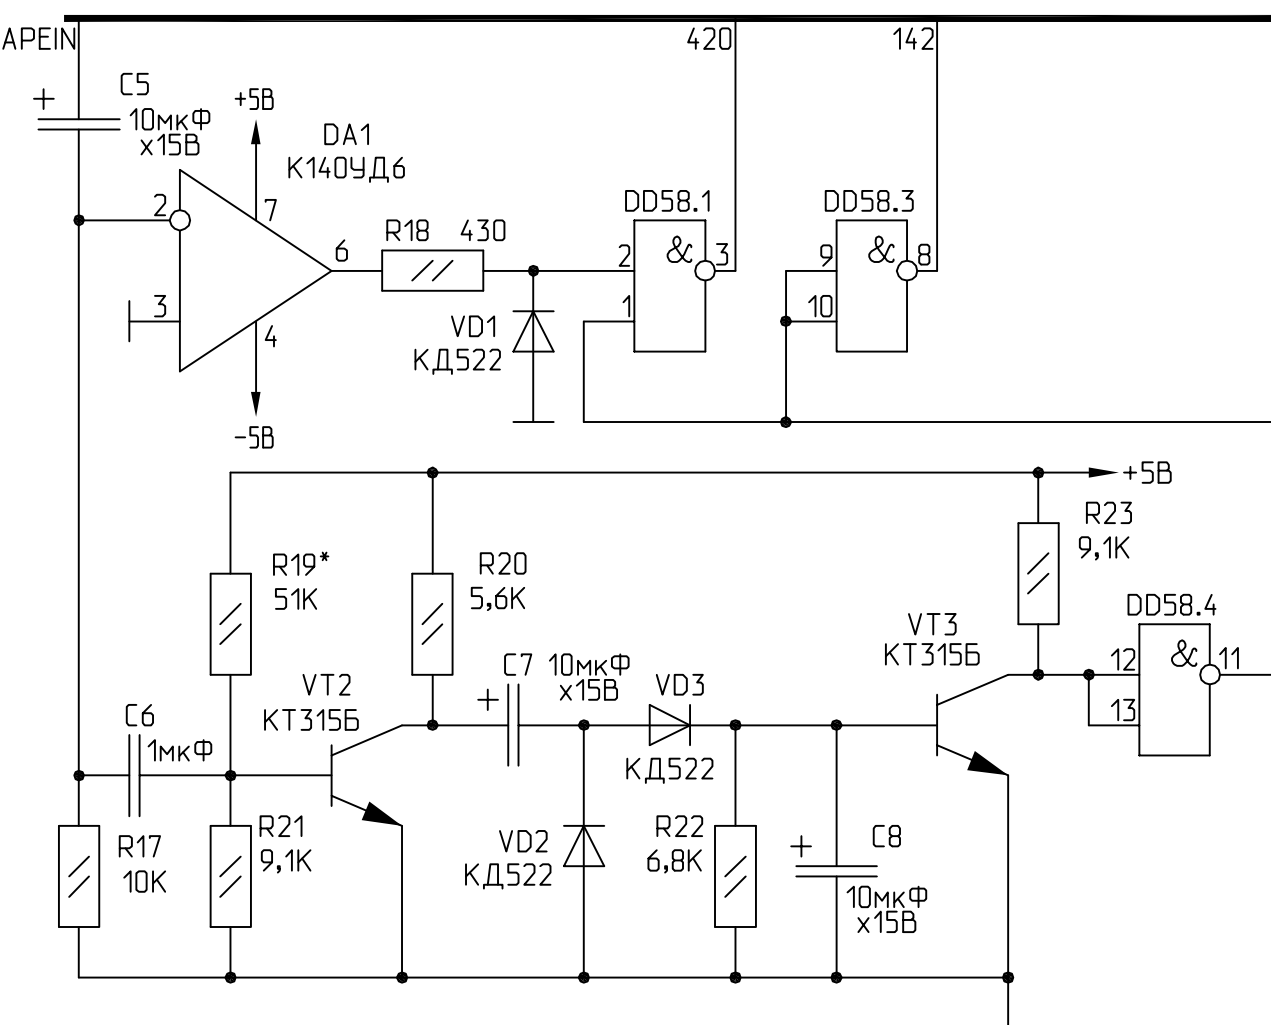 APEIN
420
142
C5
+
10мкФ
x15В
+5В
DA1
К140УД6
2
7
3
4
6
-5В
R18 430
VD1
КД522
DD58.1
2
1
&
3
DD58.3
9
10
&
8
+5В
R19*
51К
R20
5,6К
R23
9,1К
DD58.4
12
13
&
11
VT3
КТ315Б
VT2
КТ315Б
C7 10мкФ
x15В
+
VD3
КД522
C6
1мкФ
R17
10К
R21
9,1К
VD2
КД522
R22
6,8К
C8
+
10мкФ
x15В